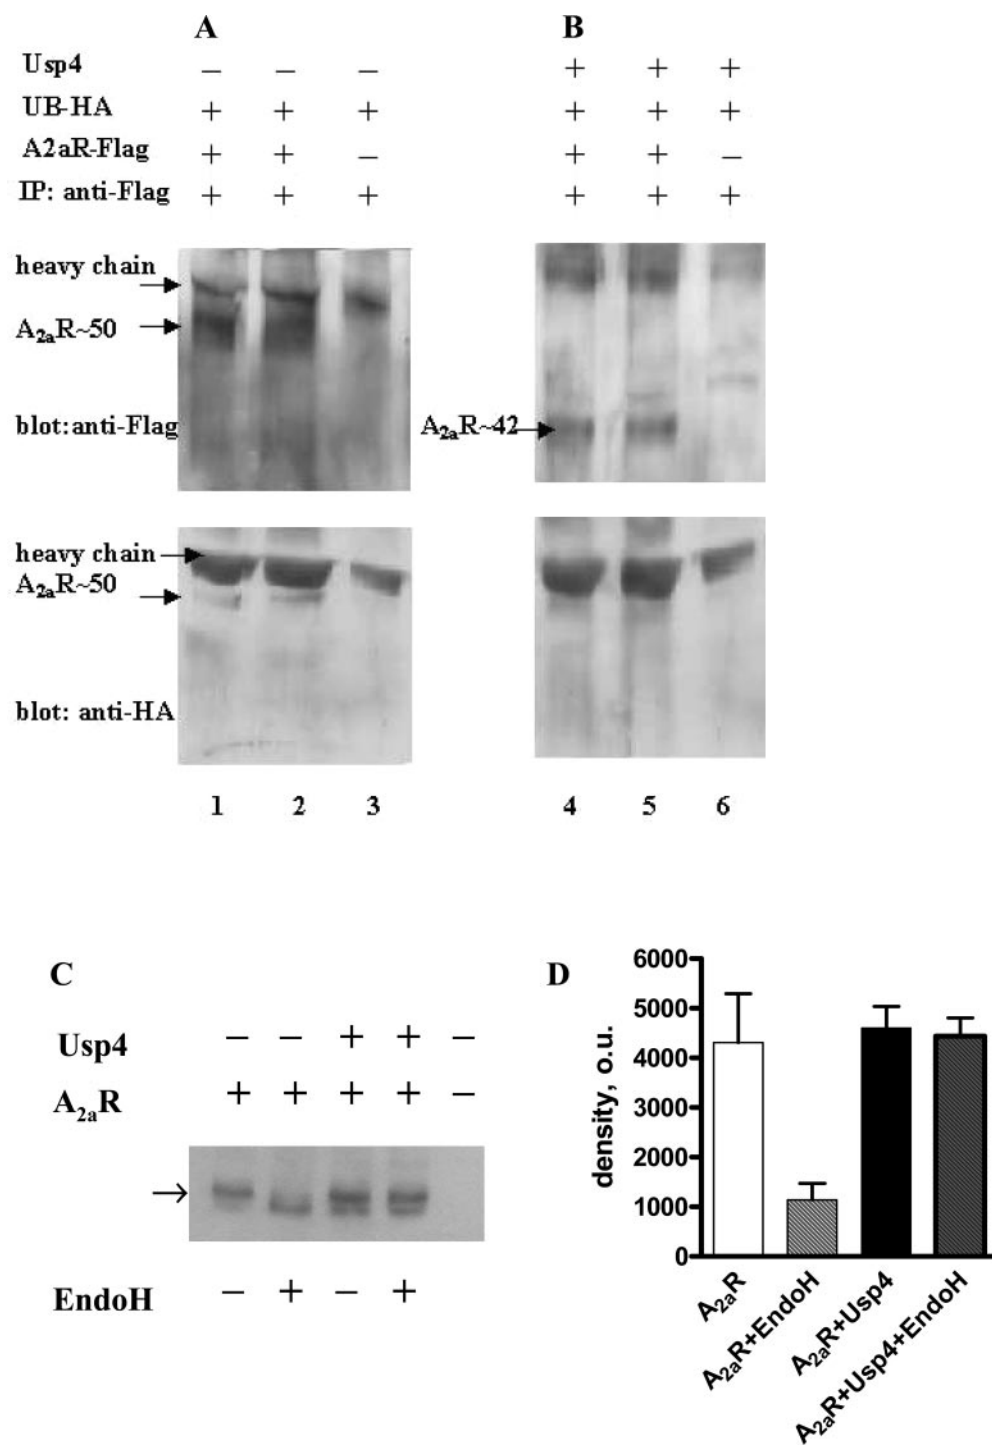 A B
Usp4 – – – + + +
UB-HA + + + + + +
A2aR-Flag + + – + + –
IP: anti-Flag + + + + + +
heavy chain
A2aR~50
blot:anti-Flag
A2aR~42
heavy chain
A2aR~50
blot: anti-HA
1 2 3 4 5 6
C
Usp4 – – + + –
A2aR + + + + –
EndoH – + – +
D
density, o.u.
6000
5000
4000
3000
2000
1000
0
A2aR
A2aR+EndoH
A2aR+Usp4
A2aR+Usp4+EndoH